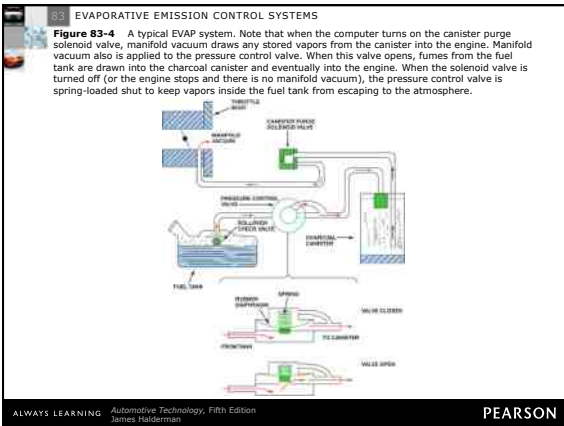 83 EVAPORATIVE EMISSION CONTROL SYSTEMS
Figure 83-4 A typical EVAP system. Note that when the computer turns on the canister purge
solenoid valve, manifold vacuum draws any stored vapors from the canister into the engine. Manifold
vacuum also is applied to the pressure control valve. When this valve opens, fumes from the fuel
tank are drawn into the charcoal canister and eventually into the engine. When the solenoid valve is
turned off (or the engine stops and there is no manifold vacuum), the pressure control valve is
spring-loaded shut to keep vapors inside the fuel tank from escaping to the atmosphere.
THROTTLE
BODY
CANISTER PURGE
SOLENOID VALVE
MANIFOLD
VACUUM
PRESSURE CONTROL
VALVE
ROLLOVER
CHECK VALVE
CHARCOAL
CANISTER
FUEL TANK
SPRING
RUBBER
DIAPHRAGM
VALVE CLOSED
TO CANISTER
FROM TANK
VALVE OPEN
ALWAYS LEARNING
Automotive Technology, Fifth Edition
James Halderman
PEARSON